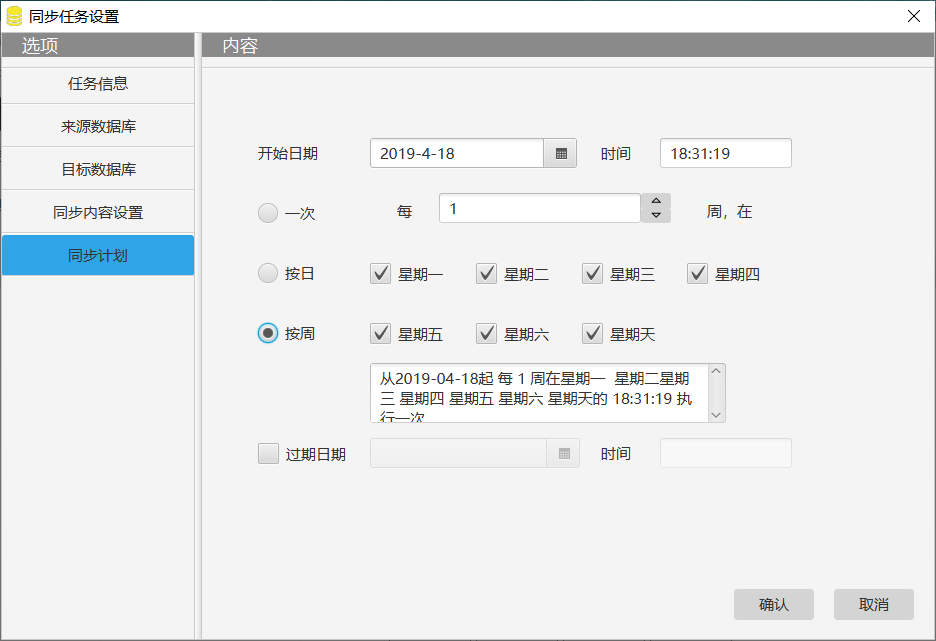 同步任务设置
选项
内容
任务信息
来源数据库
目标数据库
同步内容设置
同步计划
开始日期 2019-4-18 时间 18:31:19
一次 每 1 周，在
按日 星期一 星期二 星期三 星期四
按周 星期五 星期六 星期天
从2019-04-18起 每 1 周在星期一 星期二星期
三 星期四 星期五 星期六 星期天的 18:31:19 执
行一次
过期日期 时间
确认 取消